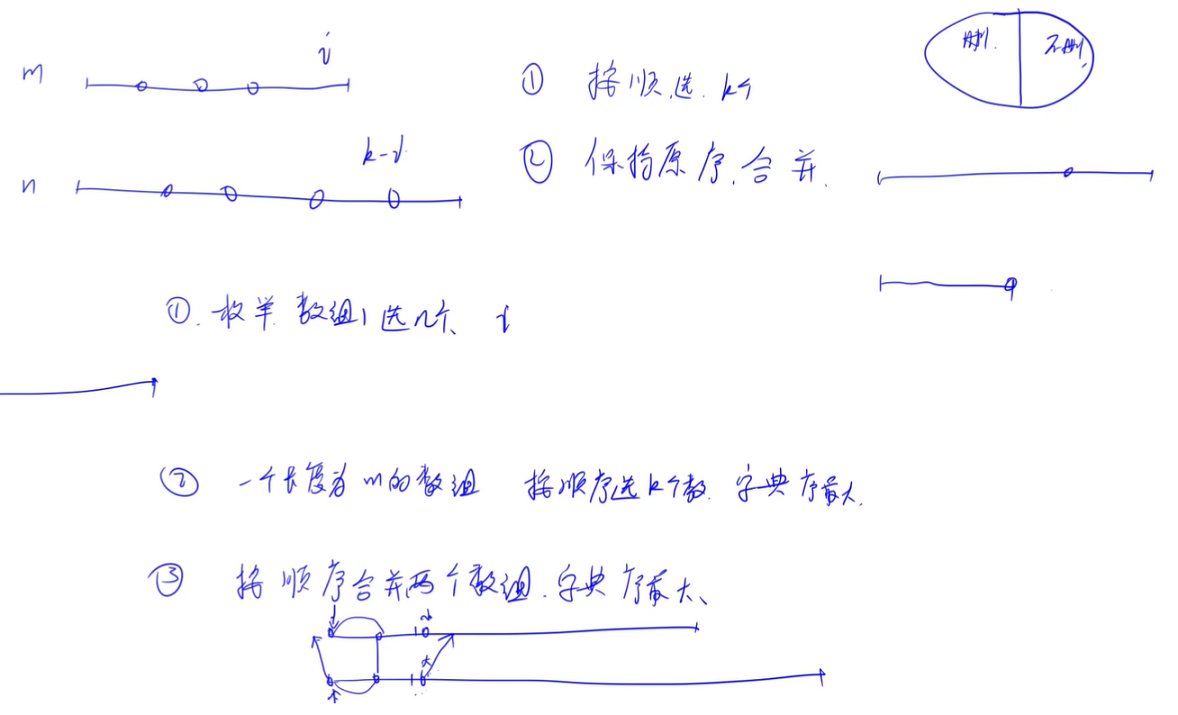 m
i
n
k-i
① 按顺.选.k个
② 保持原序.合并.
删.
不删
①.枚举 数组1选几个、i
② 一个长度为m的数组 按顺序选k个数.字典序最大.
③ 按顺序合并两个数组.字典序最大、